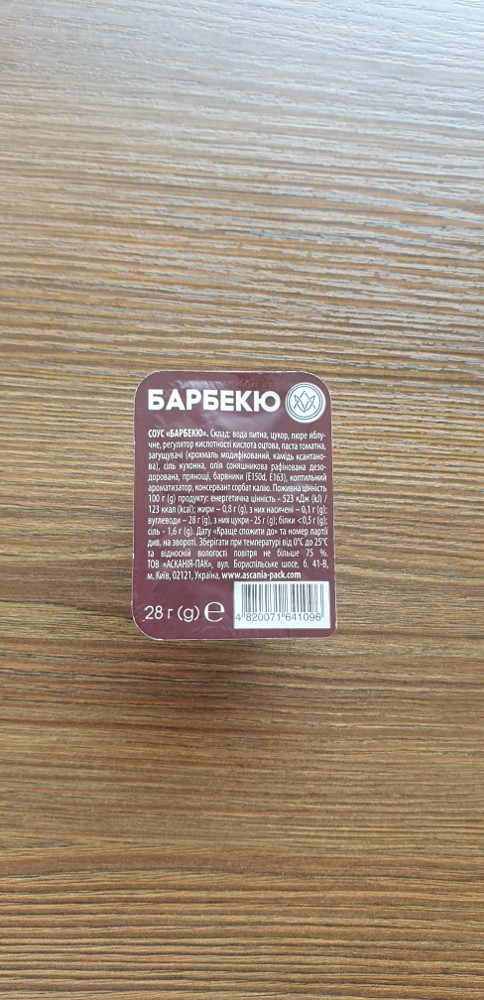 БАРБЕКЮ
СОУС «БАРБЕКЮ». Склад: вода питна, цукор, пюре яблу-
чне, регулятор кислотності кислота оцтова, паста томатна,
загущувачі (крохмаль модифікований, камідь ксантано-
ва), сіль кухонна, олія соняшникова рафінована дезо-
дорована, прянощі, барвники (E150d, E163), коптильний
ароматизатор, консервант сорбат калію. Поживна цінність
100 г (g) продукту: енергетична цінність - 523 кДж (kJ) /
123 ккал (kcal); жири – 0,8 г (g), з них насичені – 0,1 г (g);
вуглеводи – 28 г (g), з них цукри - 25 г (g); білки <0,5 г (g);
сіль - 1,6 г (g). Дату «Краще спожити до» та номер партії
див. на звороті. Зберігати при температурі від 0°C до 25°C
та відносній вологості повітря не більше 75 %.
ТОВ «АСКАНІЯ-ПАК», вул. Бориспільське шосе, б. 41-В,
м. Київ, 02121, Україна, www.ascania-pack.com
28 г (g) ℮
4 820071 641096